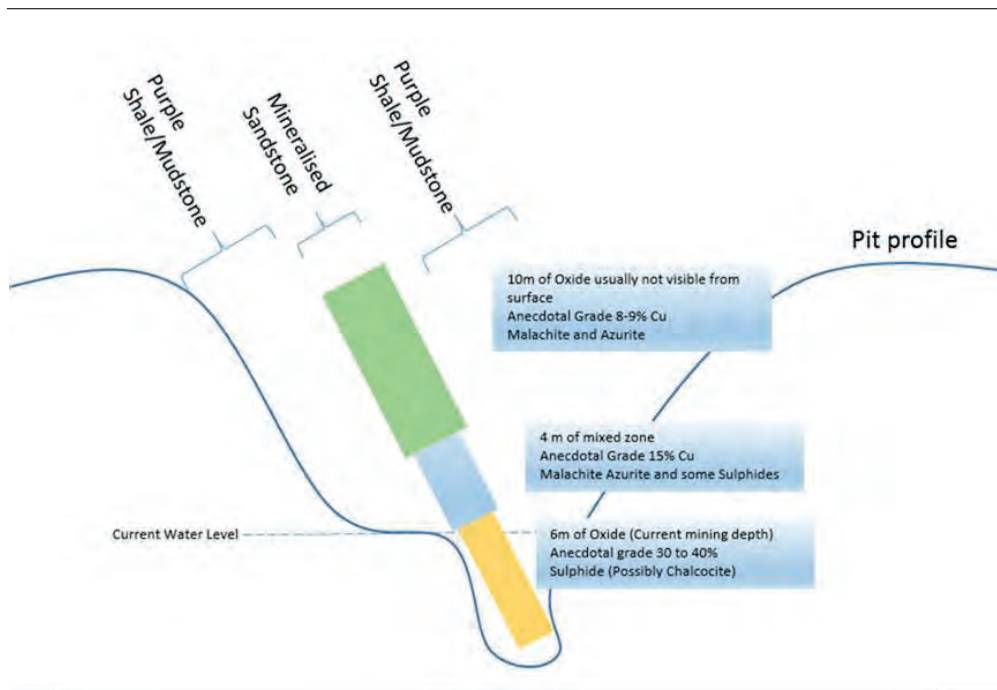 Purple
Shale/Mudstone
Mineralised
Sandstone
Purple
Shale/Mudstone
Pit profile
10m of Oxide usually not visible from
surface
Anecdotal Grade 8-9% Cu
Malachite and Azurite
4 m of mixed zone
Anecdotal Grade 15% Cu
Malachite Azurite and some Sulphides
Current Water Level
6m of Oxide (Current mining depth)
Anecdotal grade 30 to 40%
Sulphide (Possibly Chalcocite)